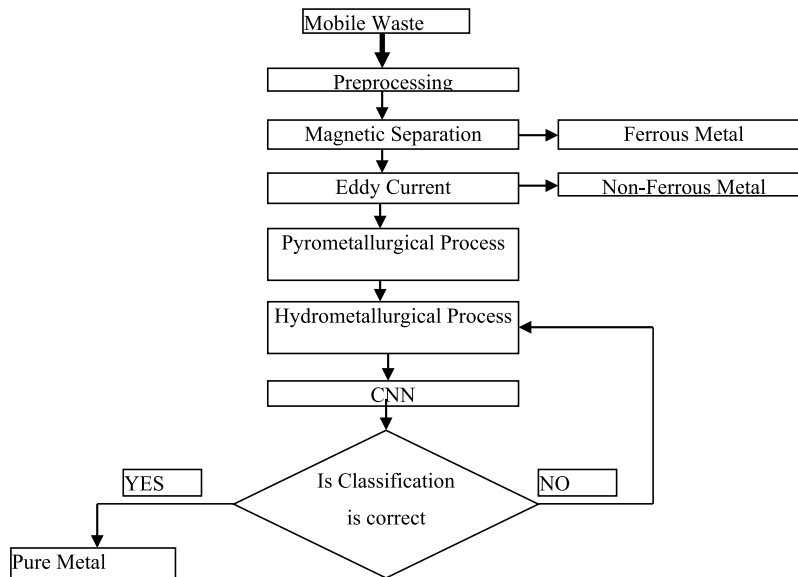 Mobile Waste
Preprocessing
Magnetic Separation
Ferrous Metal
Eddy Current
Non-Ferrous Metal
Pyrometallurgical Process
Hydrometallurgical Process
CNN
YES
Is Classification
is correct
NO
Pure Metal